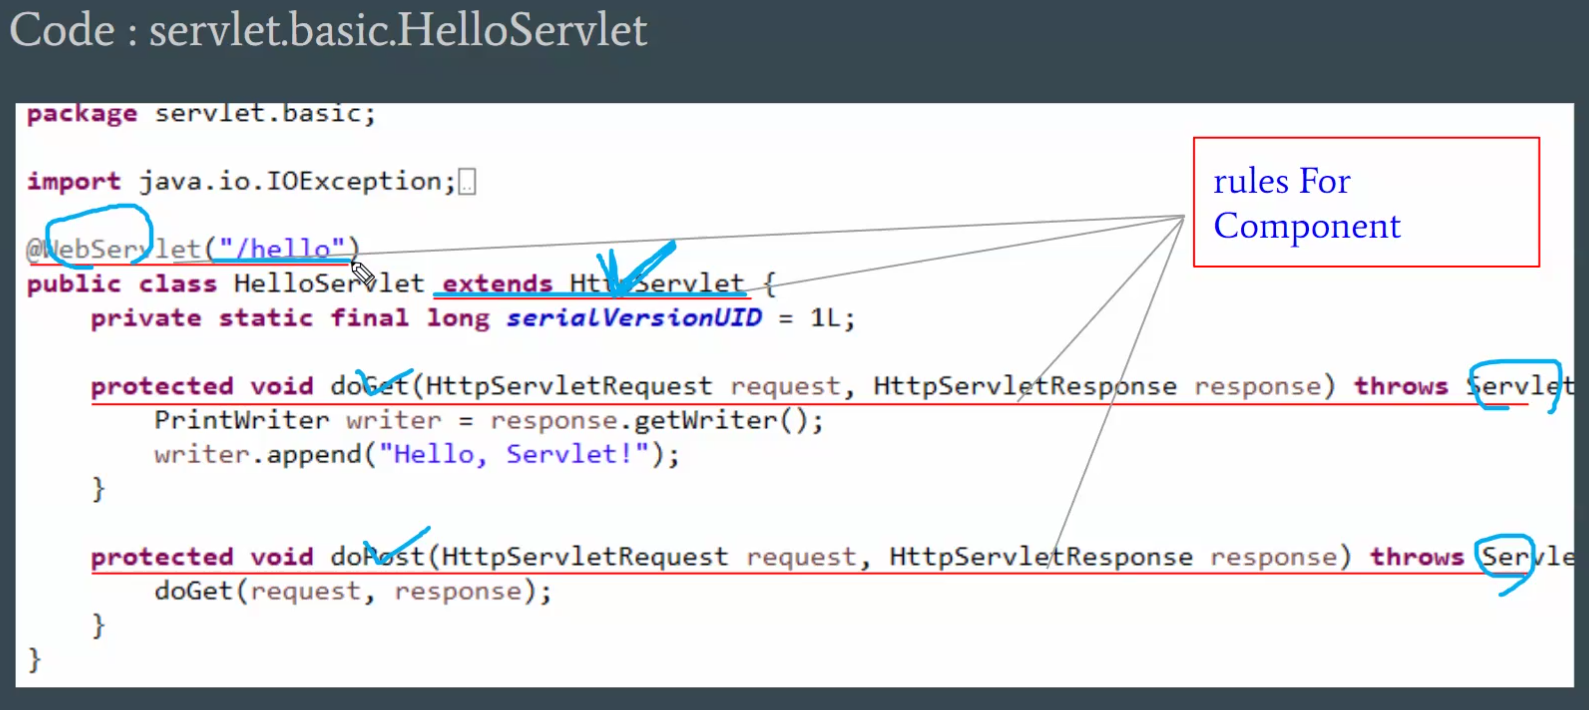 Code : servlet.basic.HelloServlet
package servlet.basic;
import java.io.IOException;
@WebServlet("/hello")
public class HelloServlet extends HttpServlet {
private static final long serialVersionUID = 1L;
protected void doGet(HttpServletRequest request, HttpServletResponse response) throws Servlet
PrintWriter writer = response.getWriter();
writer.append("Hello, Servlet!");
}
protected void doPost(HttpServletRequest request, HttpServletResponse response) throws Servle
doGet(request, response);
}
}
rules For
Component